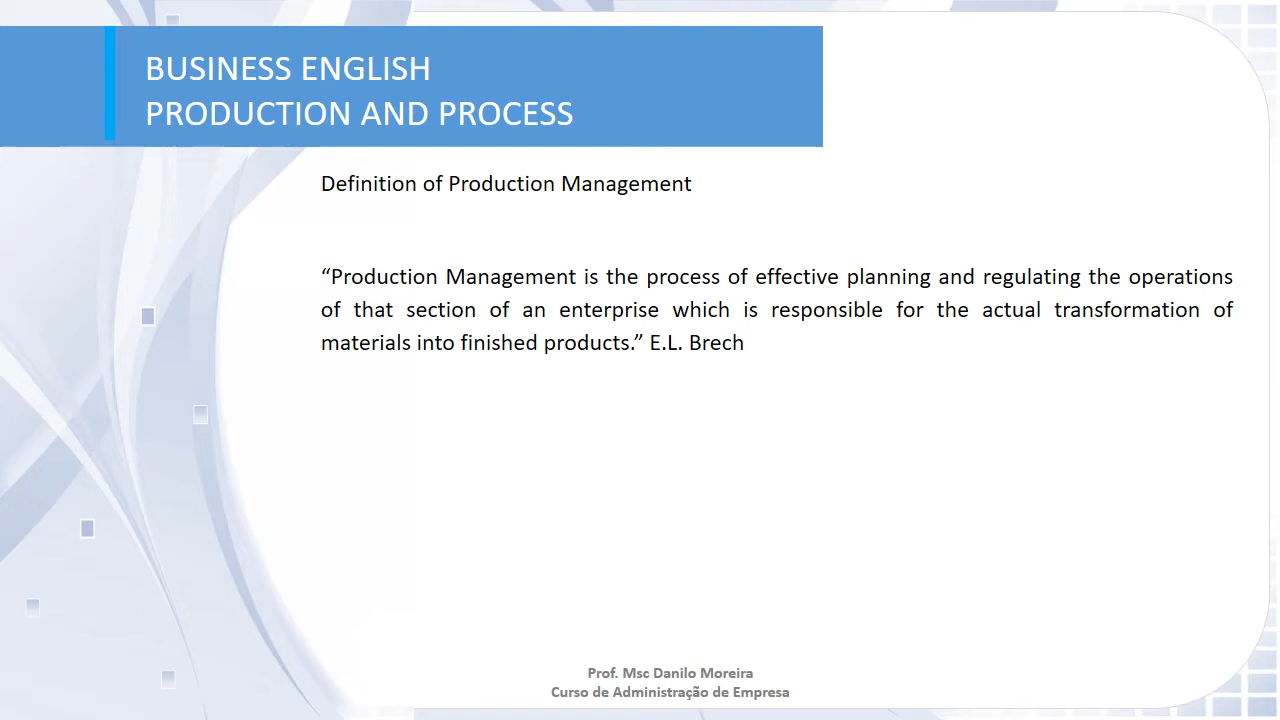 BUSINESS ENGLISH
PRODUCTION AND PROCESS
Definition of Production Management
“Production Management is the process of effective planning and regulating the operations
of that section of an enterprise which is responsible for the actual transformation of
materials into finished products.” E.L. Brech
Prof. Msc Danilo Moreira
Curso de Administração de Empresa